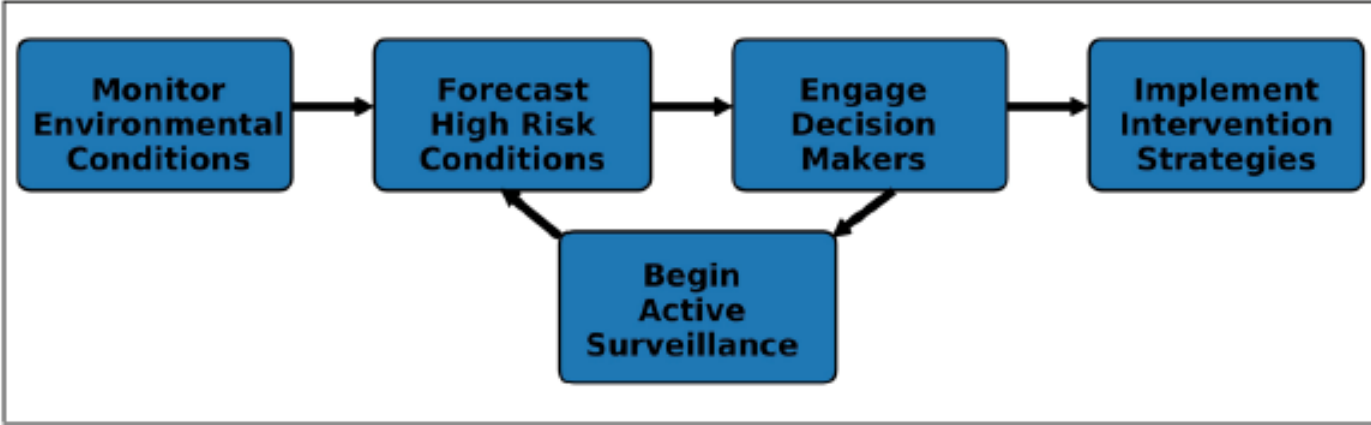 Monitor
Environmental
Conditions
Forecast
High Risk
Conditions
Engage
Decision
Makers
Implement
Intervention
Strategies
Begin
Active
Surveillance